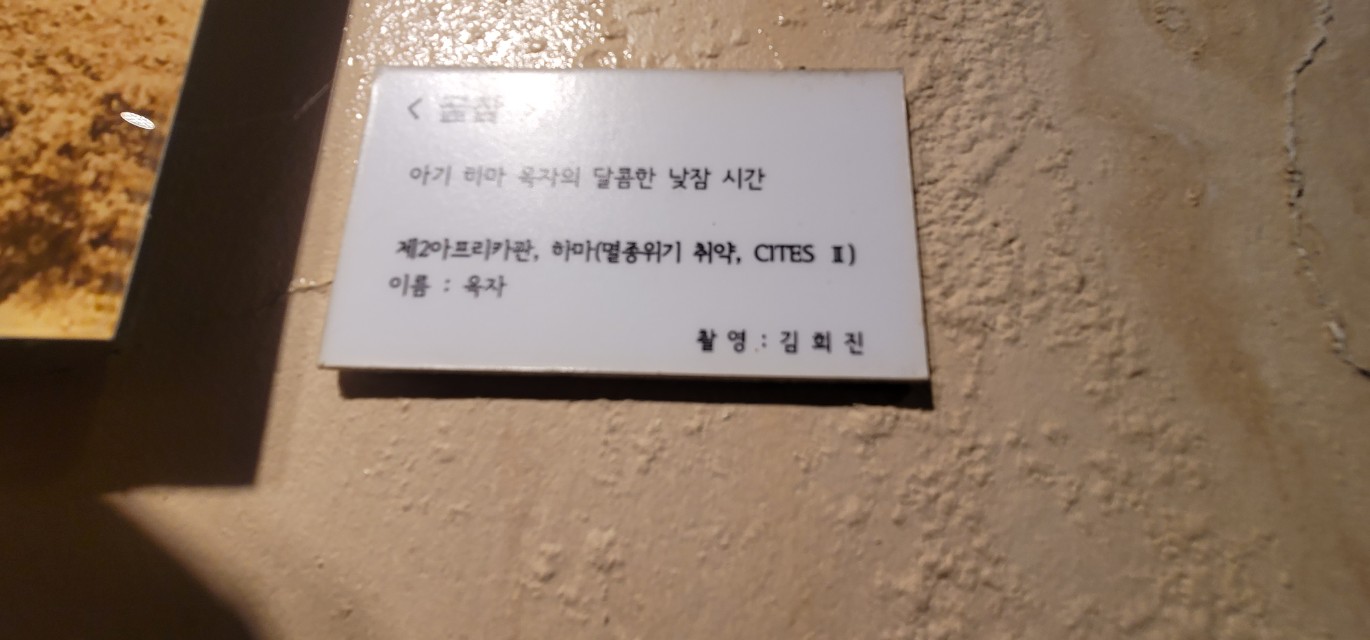 < 꿀잠 >
아기 하마 옥자의 달콤한 낮잠 시간
제2아프리카관, 하마(멸종위기 취약, CITES Ⅱ)
이름 : 옥자
촬 영 : 김 희 진